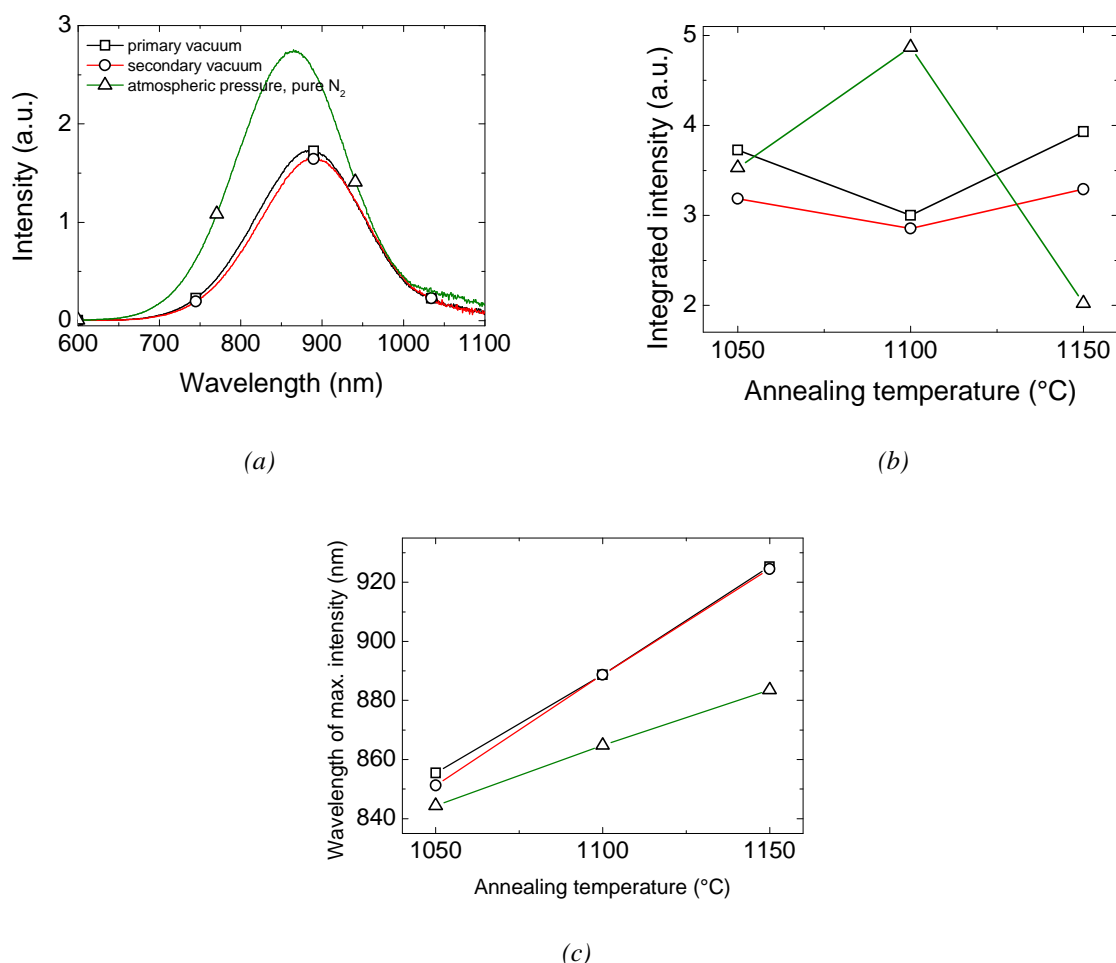 3
2
1
0
Intensity (a.u.)
primary vacuum
secondary vacuum
atmospheric pressure, pure N₂
600 700 800 900 1000 1100
Wavelength (nm)
(a)
5
4
3
2
Integrated intensity (a.u.)
1050 1100 1150
Annealing temperature (°C)
(b)
920
900
880
860
840
Wavelength of max. intensity (nm)
1050 1100 1150
Annealing temperature (°C)
(c)